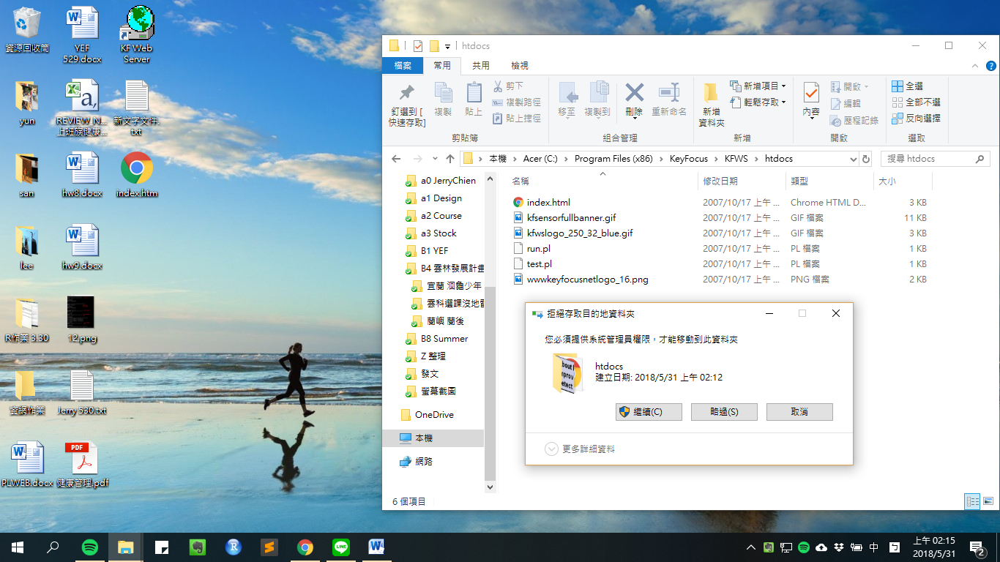 資源回收筒
YEF
529.docx
KF Web
Server
yun
REVIEW IN...
上班族健康...
新文字文件.
txt
san
hw8.docx
index.htm
lee
hw9.docx
R作業 3.30
12.png
資網作業
Jerry 530.txt
PLWEB.docx
PDF
健康管理.pdf
htdocs
檔案
常用
共用
檢視
釘選到 [
快速存取]
複製
貼上
剪下
複製路徑
貼上捷徑
剪貼簿
移至
複製到
刪除
重新命名
組合管理
新增
資料夾
新增項目
輕鬆存取
新增
內容
開啟
編輯
歷程記錄
開啟
全選
全部不選
反向選擇
選取
本機 > Acer (C:) > Program Files (x86) > KeyFocus > KFWS > htdocs
搜尋 htdocs
a0 JerryChien
a1 Design
a2 Course
a3 Stock
B1 YEF
B4 雲林發展計畫
宜蘭 洄龜少年
雲科選課沒地雷
蘭嶼 蘭後
B8 Summer
Z 整理
發文
螢幕截圖
OneDrive
本機
網路
名稱 修改日期 類型 大小
index.html 2007/10/17 上午 ... Chrome HTML D... 3 KB
kfsensorfullbanner.gif 2007/10/17 上午 ... GIF 檔案 11 KB
kfwslogo_250_32_blue.gif 2007/10/17 上午 ... GIF 檔案 3 KB
run.pl 2007/10/17 上午 ... PL 檔案 1 KB
test.pl 2007/10/17 上午 ... PL 檔案 1 KB
wwwkeyfocusnetlogo_16.png 2007/10/17 上午 ... PNG 檔案 2 KB
拒絕存取目的地資料夾
您必須提供系統管理員權限，才能移動到此資料夾
htdocs
建立日期: 2018/5/31 上午 02:12
繼續(C)
略過(S)
取消
更多詳細資料
6 個項目
中
上午 02:15
2018/5/31
2